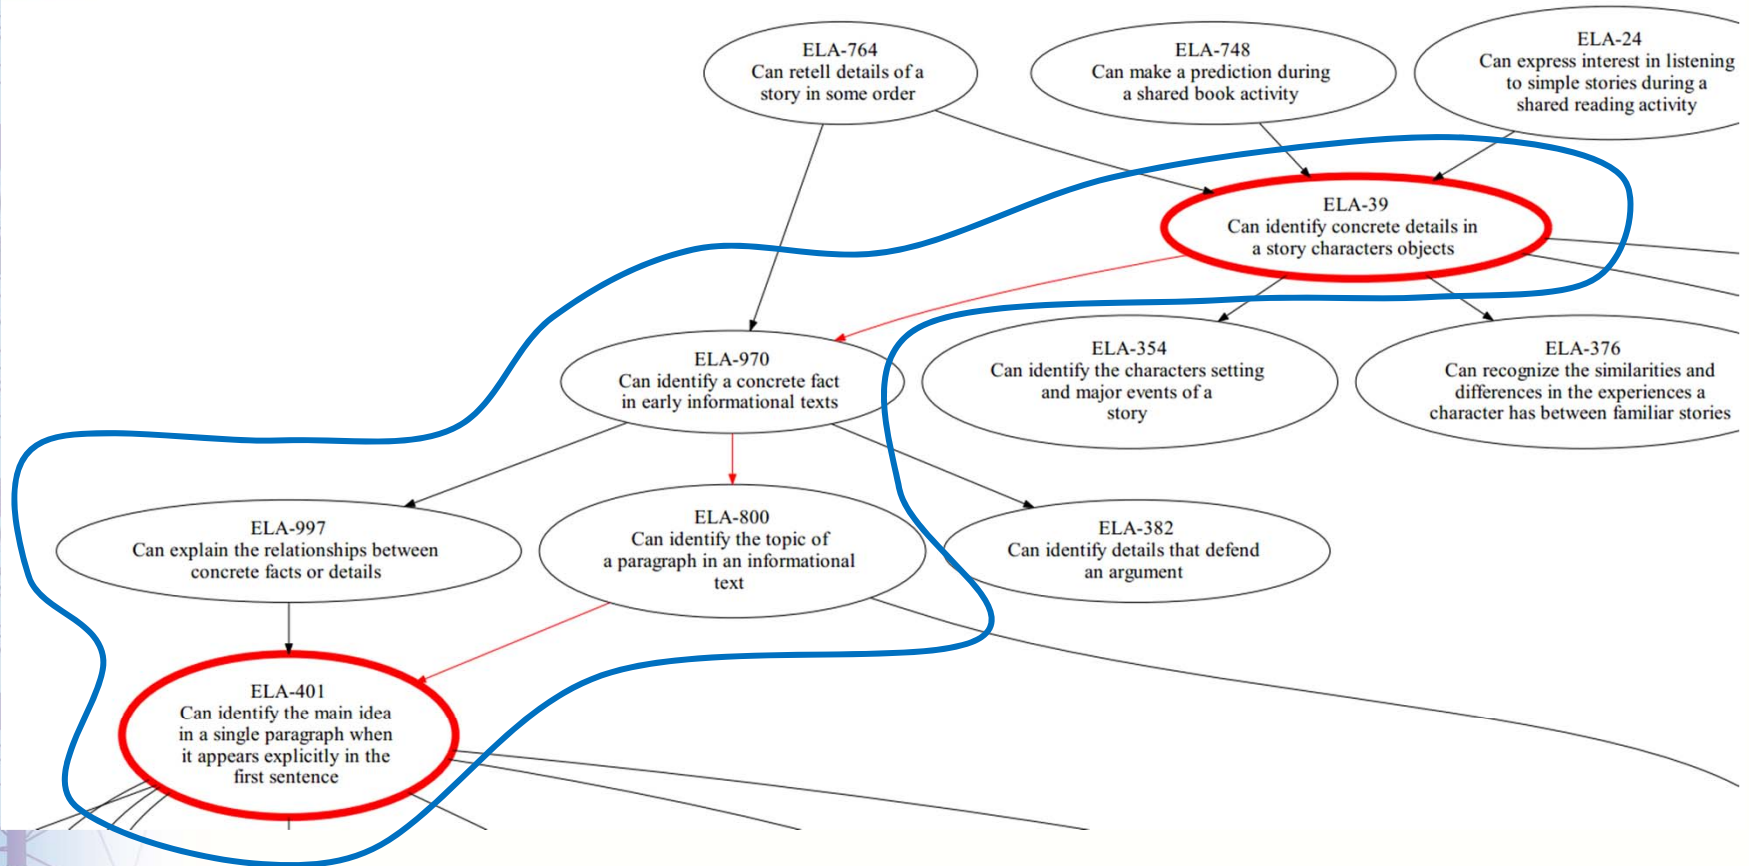 ELA-764
Can retell details of a
story in some order
ELA-748
Can make a prediction during
a shared book activity
ELA-24
Can express interest in listening
to simple stories during a
shared reading activity
ELA-39
Can identify concrete details in
a story characters objects
ELA-970
Can identify a concrete fact
in early informational texts
ELA-354
Can identify the characters setting
and major events of a
story
ELA-376
Can recognize the similarities and
differences in the experiences a
character has between familiar stories
ELA-997
Can explain the relationships between
concrete facts or details
ELA-800
Can identify the topic of
a paragraph in an informational
text
ELA-382
Can identify details that defend
an argument
ELA-401
Can identify the main idea
in a single paragraph when
it appears explicitly in the
first sentence